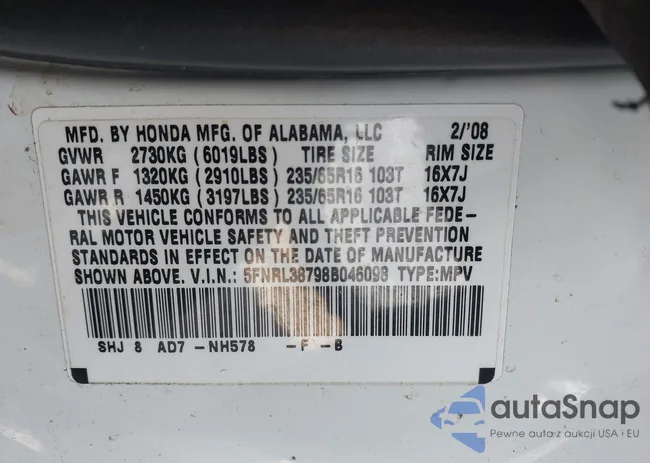 MFD. BY HONDA MFG. OF ALABAMA, LLC 2/'08
GVWR 2730KG (6019LBS) TIRE SIZE RIM SIZE
GAWR F 1320KG (2910LBS) 235/65R16 103T 16X7J
GAWR R 1450KG (3197LBS) 235/65R16 103T 16X7J
THIS VEHICLE CONFORMS TO ALL APPLICABLE FEDE-
RAL MOTOR VEHICLE SAFETY AND THEFT PREVENTION
STANDARDS IN EFFECT ON THE DATE OF MANUFACTURE
SHOWN ABOVE. V.I.N.: 5FNRL38798B046098 TYPE:MPV
SHJ 8 AD7 -NH578 -F -B
autaSnap
Pewne auta z aukcji USA i EU